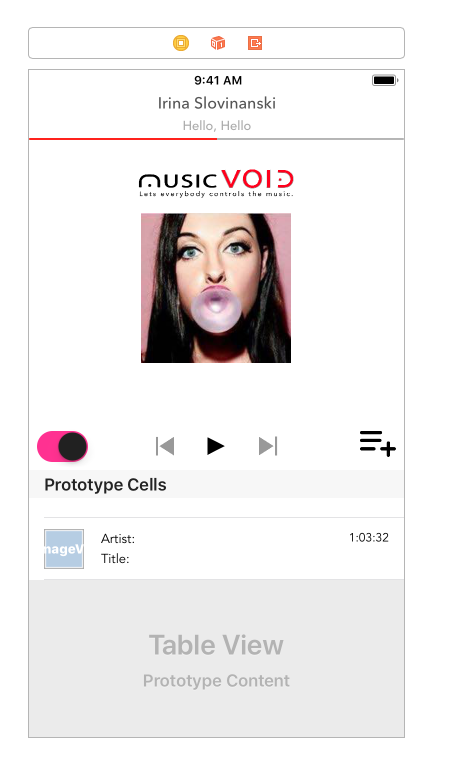 9:41 AM
Irina Slovinanski
Hello, Hello
musicVOID
Lets everybody controls the music.
Prototype Cells
mageV
Artist:
1:03:32
Title:
Table View
Prototype Content